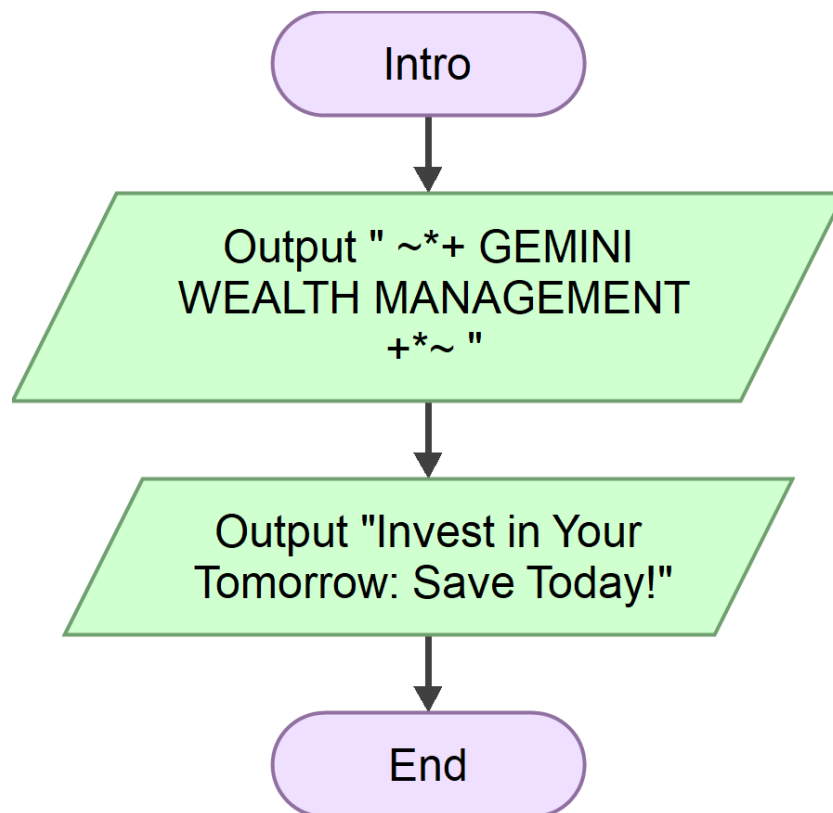 Intro
Output " ~*+ GEMINI
WEALTH MANAGEMENT
+*~ "
Output "Invest in Your
Tomorrow: Save Today!"
End